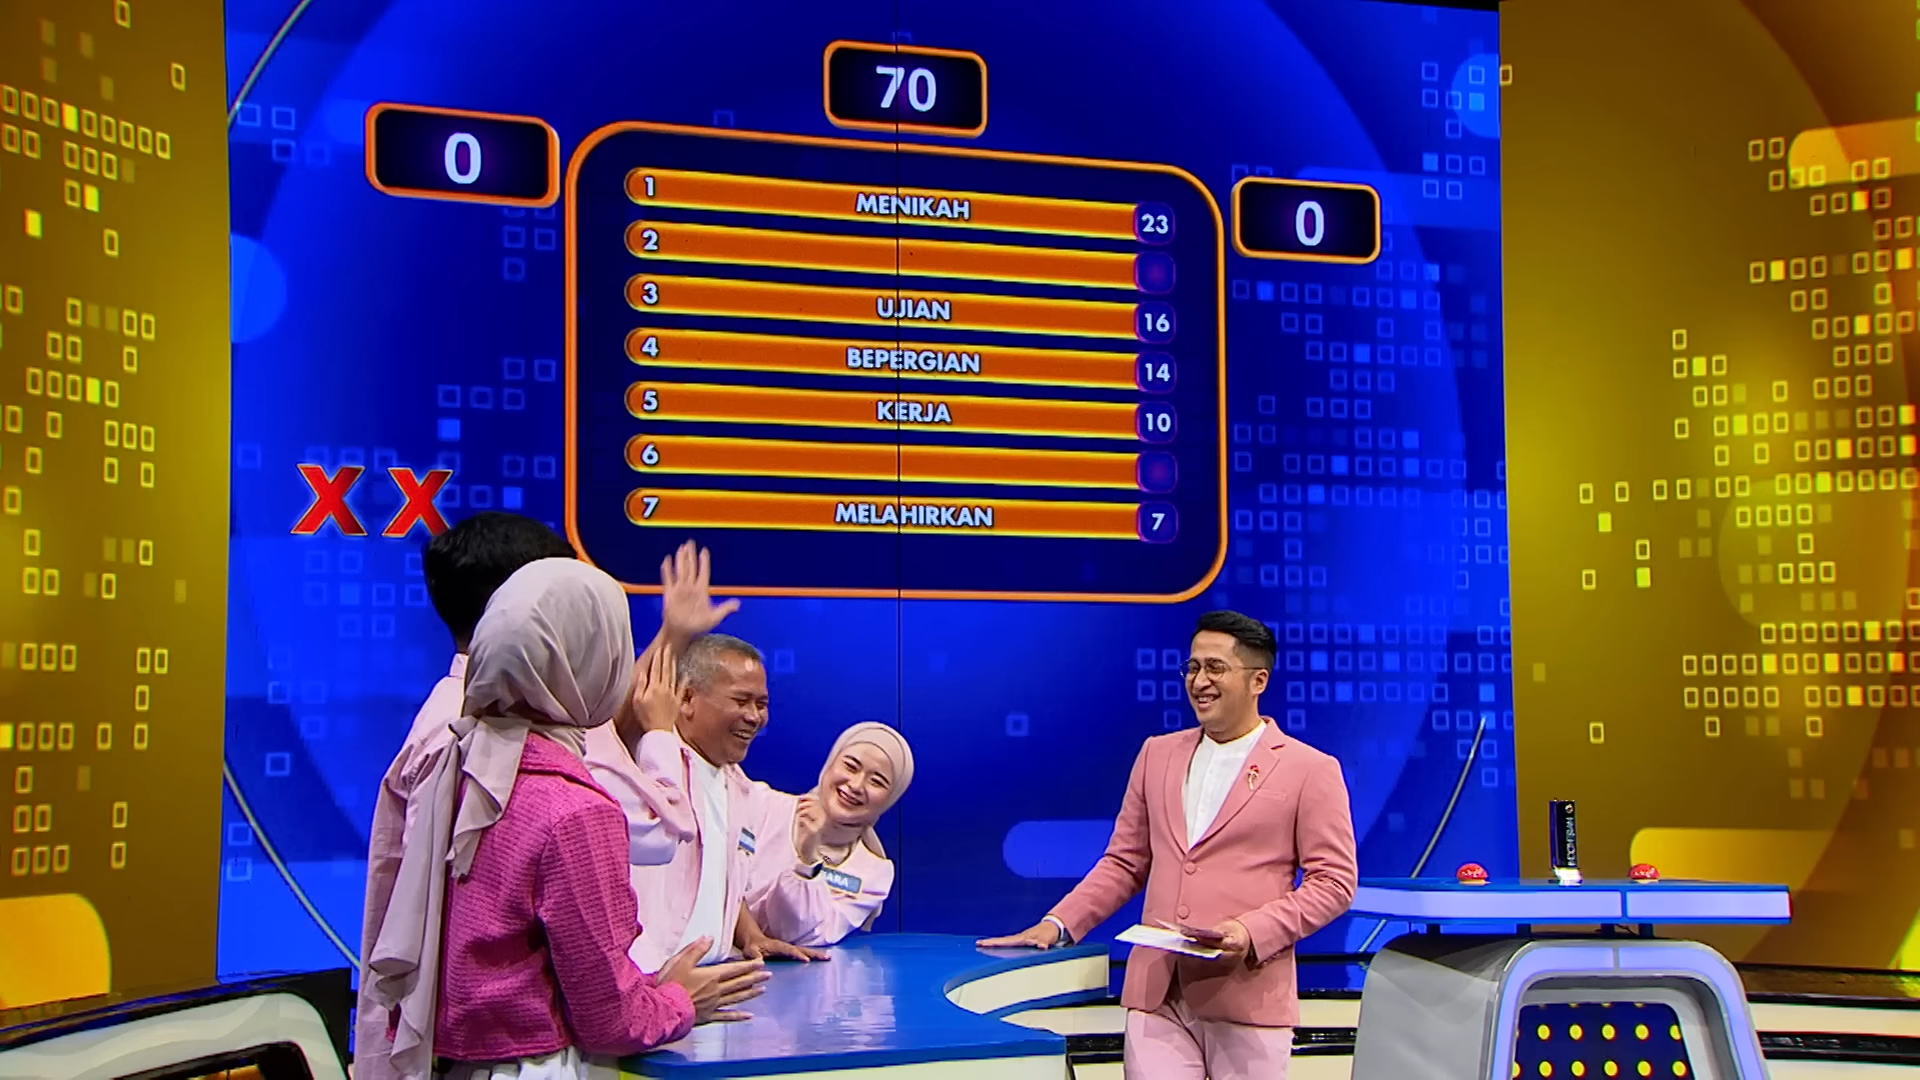 70
0
0
1 MENIKAH 23
2
3 UJIAN 16
4 BEPERGIAN 14
5 KERJA 10
6
7 MELAHIRKAN 7
X X